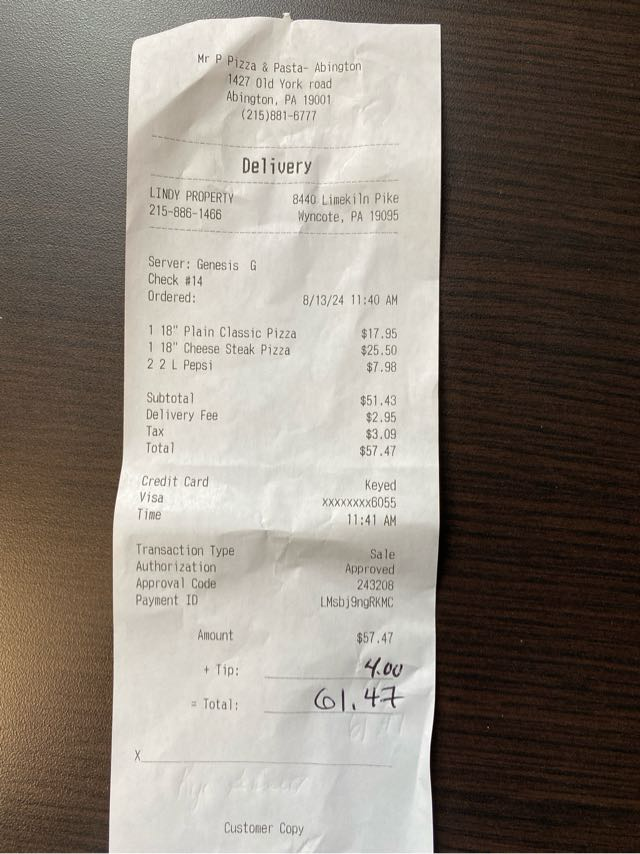 Mr P Pizza & Pasta- Abington
1427 Old York road
Abington, PA 19001
(215)881-6777
Delivery
LINDY PROPERTY 8440 Limekiln Pike
215-886-1466 Wyncote, PA 19095
Server: Genesis G
Check #14
Ordered: 8/13/24 11:40 AM
1 18" Plain Classic Pizza $17.95
1 18" Cheese Steak Pizza $25.50
2 2 L Pepsi $7.98
Subtotal $51.43
Delivery Fee $2.95
Tax $3.09
Total $57.47
Credit Card Keyed
Visa xxxxxxxx6055
Time 11:41 AM
Transaction Type Sale
Authorization Approved
Approval Code 243208
Payment ID LMsbj9ngRKMC
Amount $57.47
+ Tip: 4.00
= Total: 61.47
X
Customer Copy